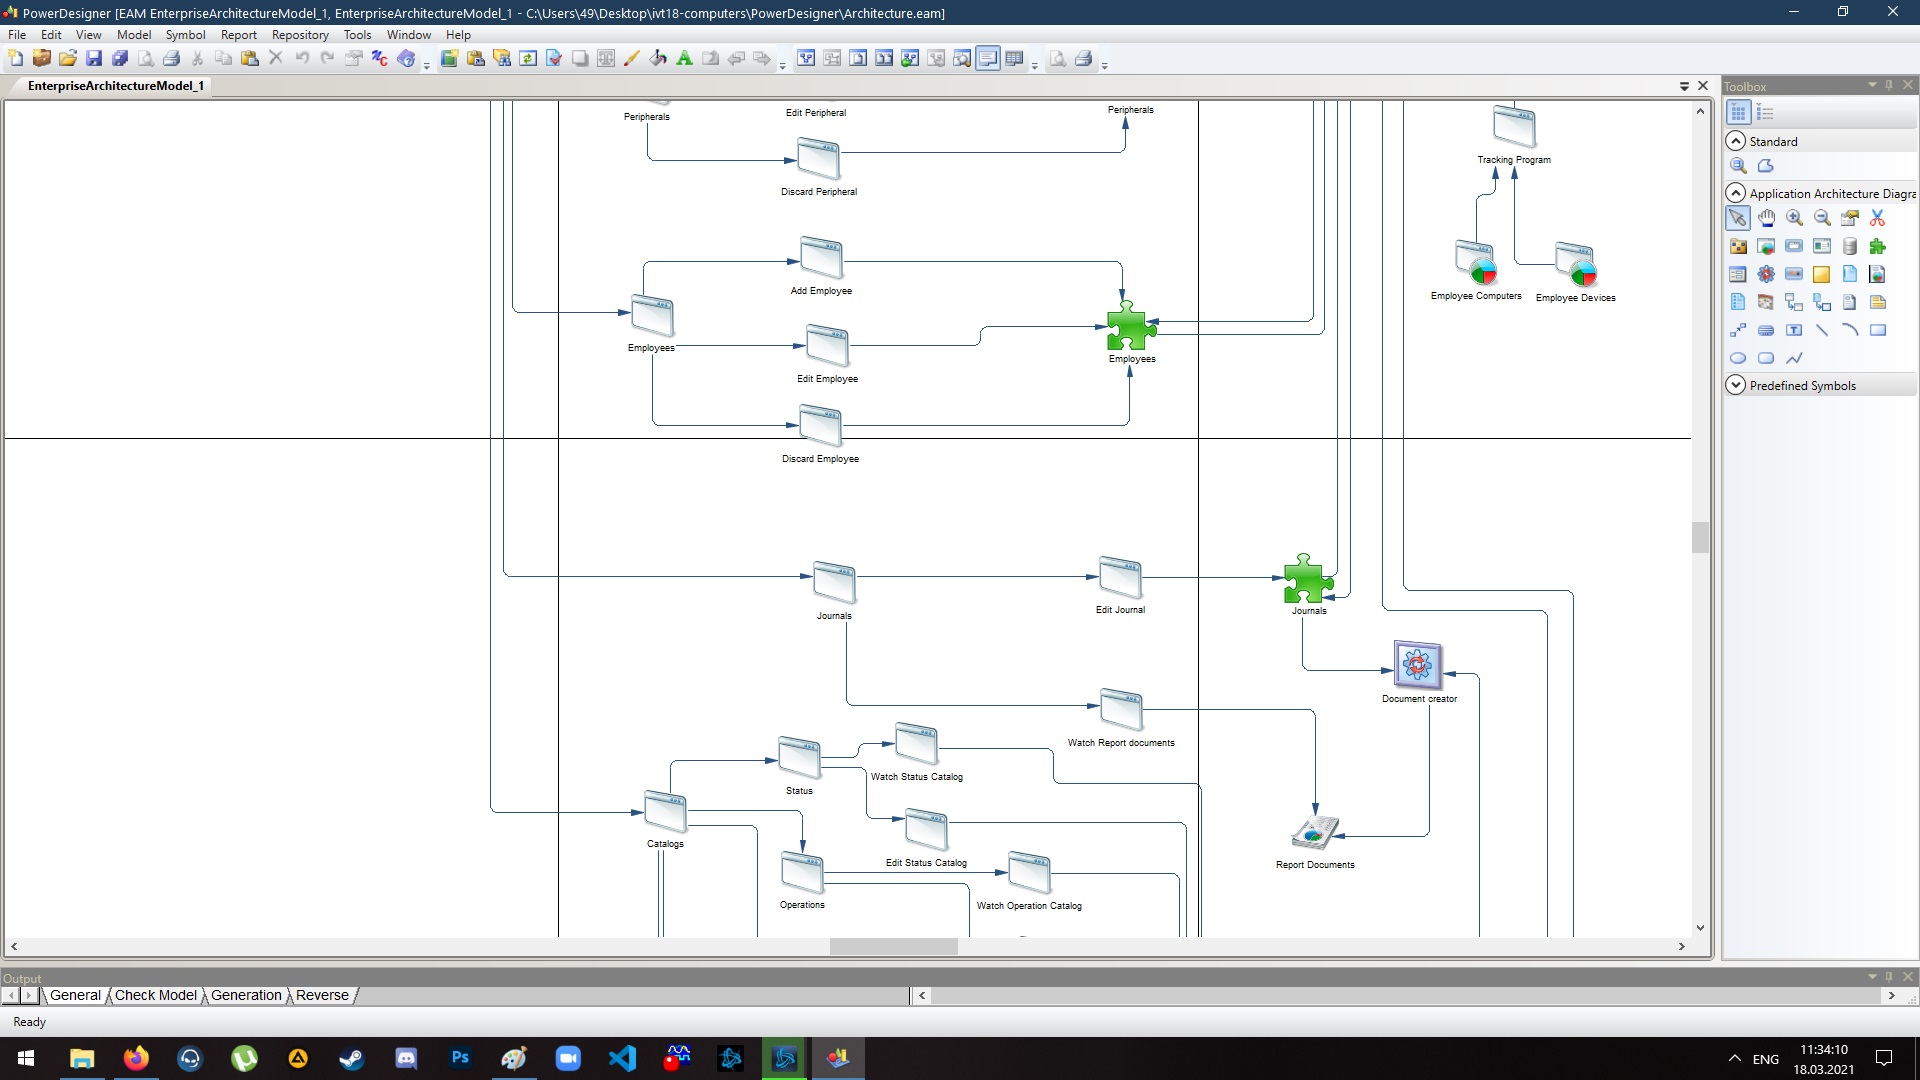 PowerDesigner [EAM EnterpriseArchitectureModel_1, EnterpriseArchitectureModel_1 - C:\Users\49\Desktop\ivt18-computers\PowerDesigner\Architecture.eam]
File Edit View Model Symbol Report Repository Tools Window Help
EnterpriseArchitectureModel_1
Toolbox
Standard
Application Architecture Diagra
Predefined Symbols
Peripherals
Edit Peripheral
Peripherals
Discard Peripheral
Tracking Program
Add Employee
Employee Computers
Employee Devices
Employees
Edit Employee
Employees
Discard Employee
Journals
Edit Journal
Journals
Document creator
Watch Report documents
Status
Watch Status Catalog
Catalogs
Edit Status Catalog
Report Documents
Operations
Watch Operation Catalog
Output
General Check Model Generation Reverse
Ready
Ps
ENG
11:34:10
18.03.2021